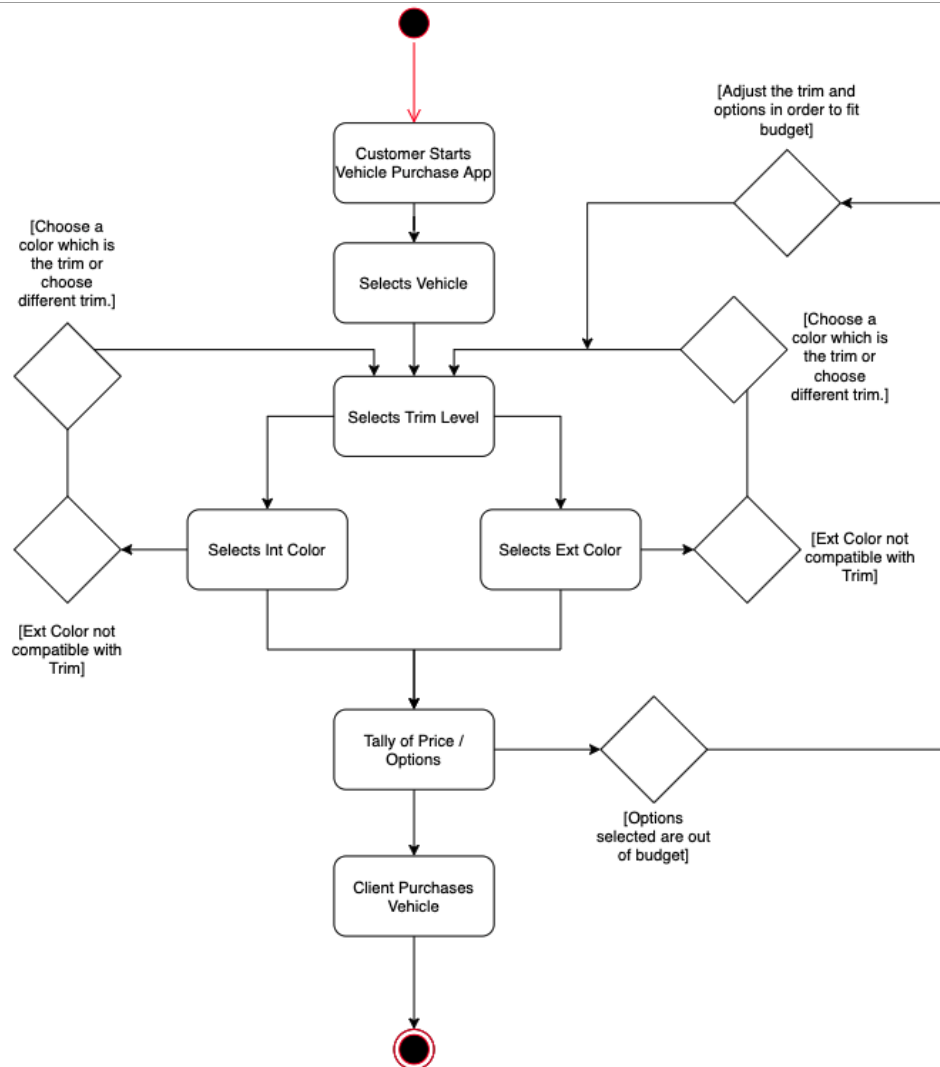 [Adjust the trim and
options in order to fit
budget]
Customer Starts
Vehicle Purchase App
[Choose a
color which is
the trim or
choose
different trim.]
Selects Vehicle
[Choose a
color which is
the trim or
choose
different trim.]
Selects Trim Level
Selects Int Color
Selects Ext Color
[Ext Color not
compatible with
Trim]
[Ext Color not
compatible with
Trim]
Tally of Price /
Options
[Options
selected are out
of budget]
Client Purchases
Vehicle